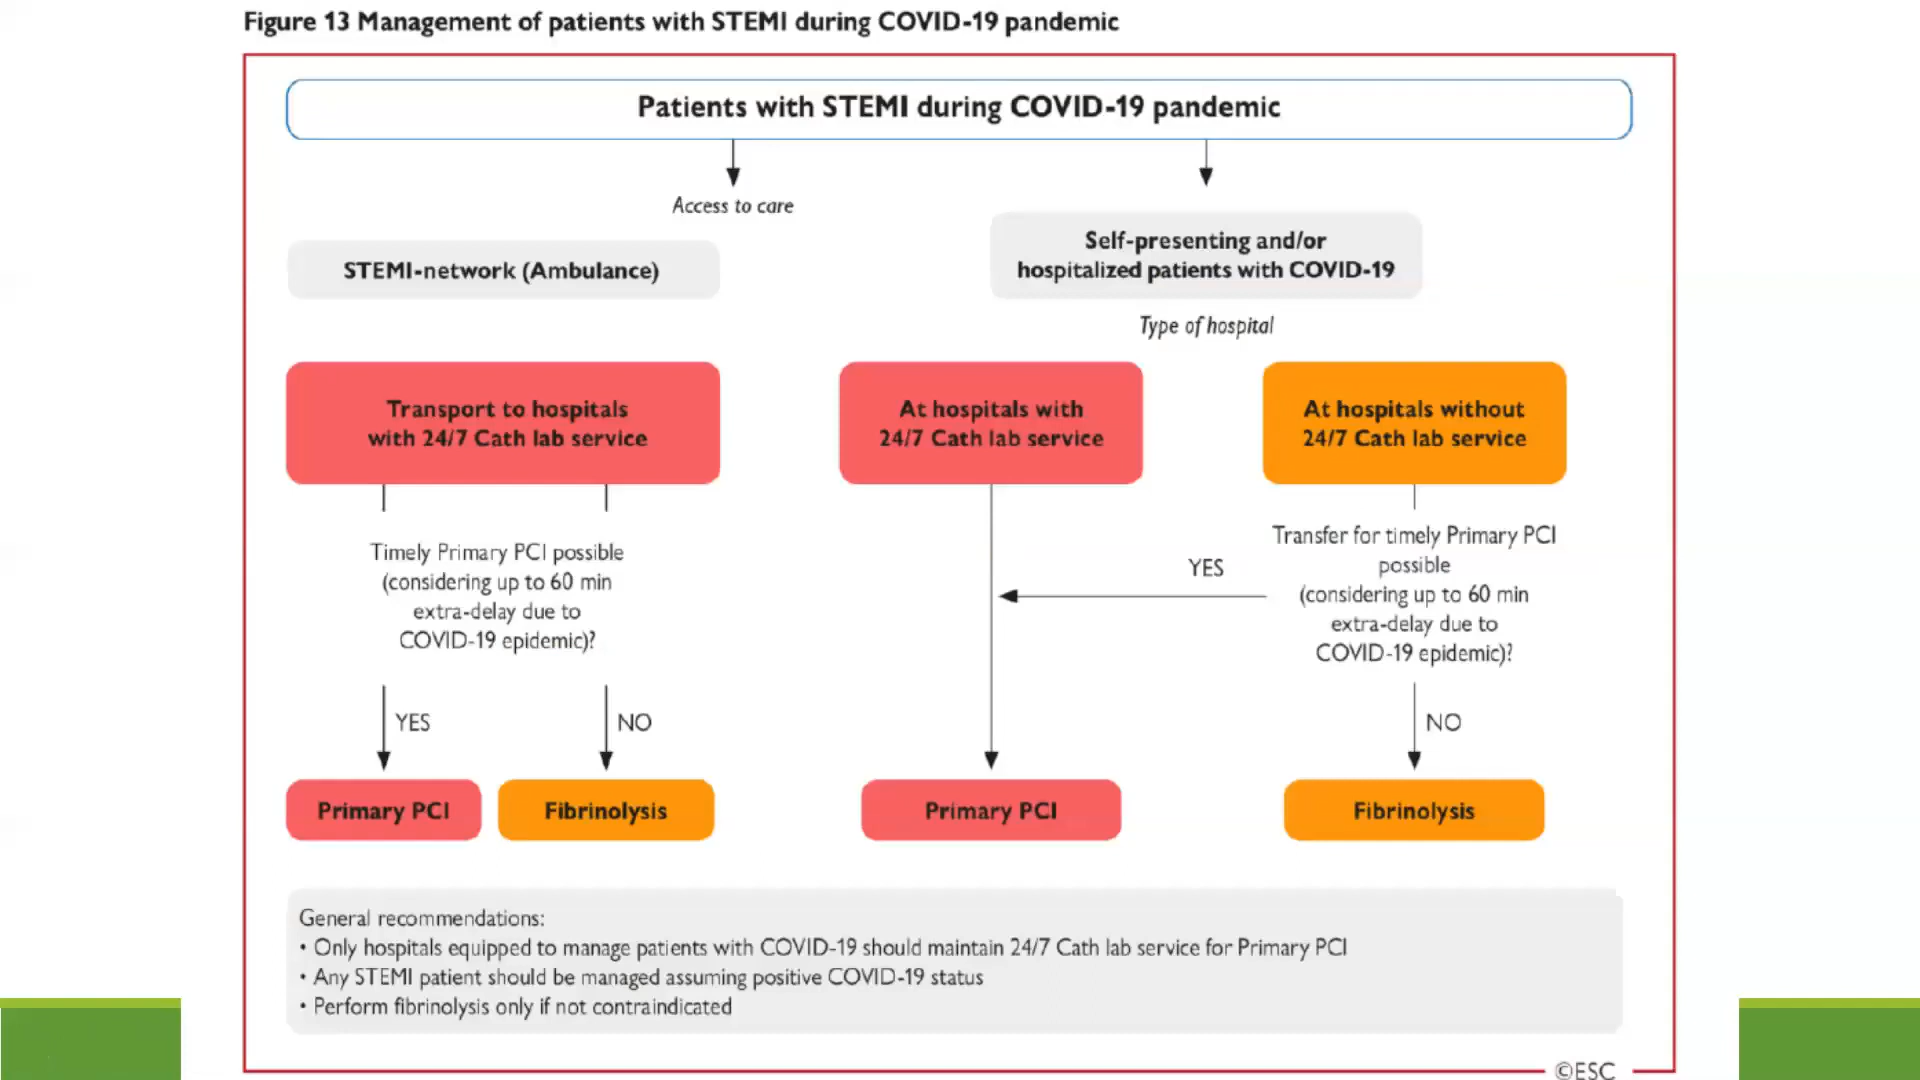 Figure 13 Management of patients with STEMI during COVID-19 pandemic
Patients with STEMI during COVID-19 pandemic
Access to care
STEMI-network (Ambulance)
Self-presenting and/or
hospitalized patients with COVID-19
Type of hospital
Transport to hospitals
with 24/7 Cath lab service
At hospitals with
24/7 Cath lab service
At hospitals without
24/7 Cath lab service
Timely Primary PCI possible
(considering up to 60 min
extra-delay due to
COVID-19 epidemic)?
YES
Transfer for timely Primary PCI
possible
(considering up to 60 min
extra-delay due to
COVID-19 epidemic)?
YES
NO
NO
Primary PCI
Fibrinolysis
Primary PCI
Fibrinolysis
General recommendations:
• Only hospitals equipped to manage patients with COVID-19 should maintain 24/7 Cath lab service for Primary PCI
• Any STEMI patient should be managed assuming positive COVID-19 status
• Perform fibrinolysis only if not contraindicated
©ESC